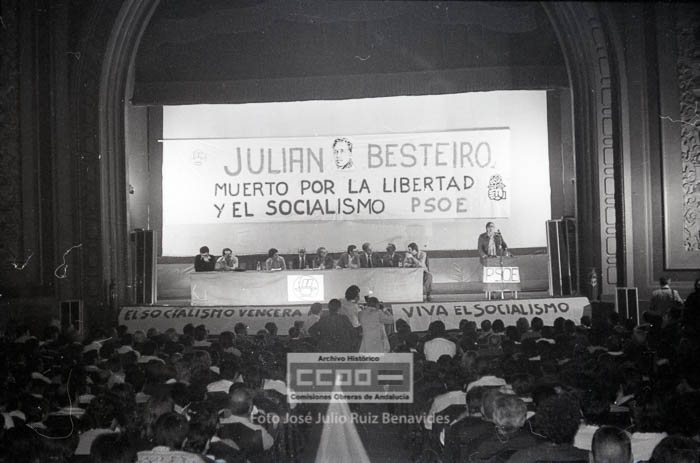 JULIAN BESTEIRO.
MUERTO POR LA LIBERTAD
Y EL SOCIALISMO PSOE
PSOE
EL SOCIALISMO VENCERA
VIVA EL SOCIALISMO
Archivo Histórico
CCOO
Comisiones Obreras de Andalucía
Foto José Julio Ruiz Benavides